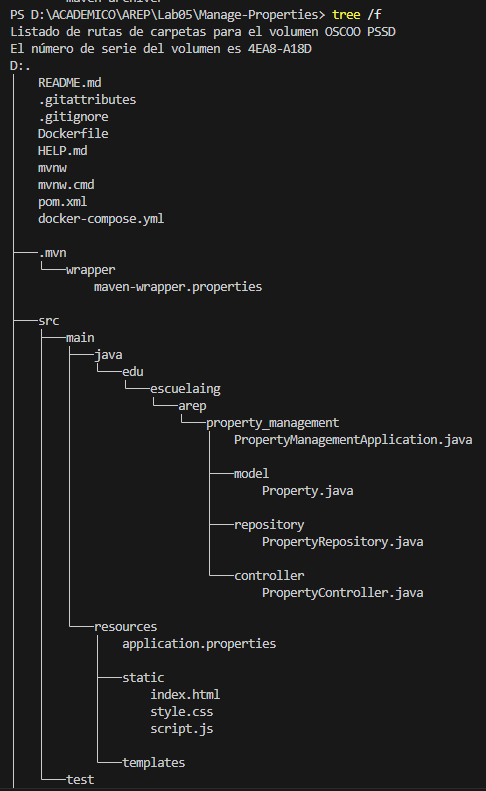 PS D:\ACADEMICO\AREP\Lab05\Manage-Properties> tree /f
Listado de rutas de carpetas para el volumen OSCOO PSSD
El número de serie del volumen es 4EA8-A18D
D:.
README.md
.gitattributes
.gitignore
Dockerfile
HELP.md
mvnw
mvnw.cmd
pom.xml
docker-compose.yml
.mvn
wrapper
maven-wrapper.properties
src
main
java
edu
escuelaing
arep
property_management
PropertyManagementApplication.java
model
Property.java
repository
PropertyRepository.java
controller
PropertyController.java
resources
application.properties
static
index.html
style.css
script.js
templates
test